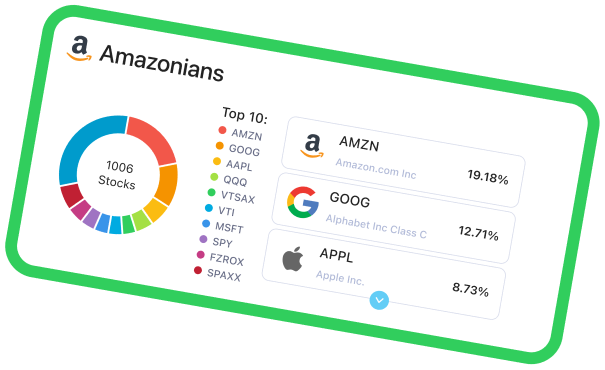 Amazonians
1006
Stocks
Top 10:
AMZN
GOOG
AAPL
QQQ
VTSAX
VTI
MSFT
SPY
FZROX
SPAXX
AMZN
Amazon.com Inc
19.18%
GOOG
Alphabet Inc Class C
12.71%
APPL
Apple Inc.
8.73%